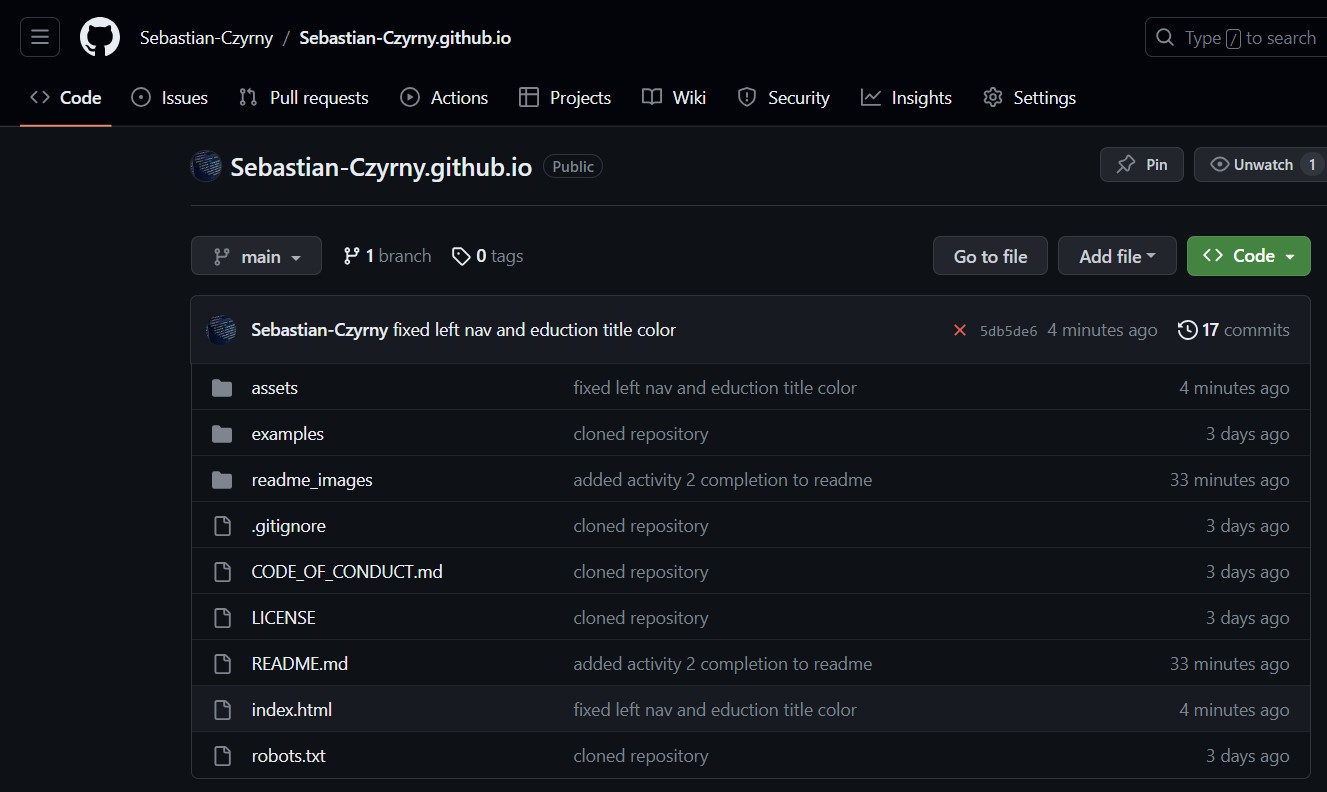 Sebastian-Czyrny / Sebastian-Czyrny.github.io Type / to search
Code Issues Pull requests Actions Projects Wiki Security Insights Settings
Sebastian-Czyrny.github.io Public Pin Unwatch 1
main 1 branch 0 tags Go to file Add file Code
Sebastian-Czyrny fixed left nav and eduction title color 5db5de6 4 minutes ago 17 commits
assets fixed left nav and eduction title color 4 minutes ago
examples cloned repository 3 days ago
readme_images added activity 2 completion to readme 33 minutes ago
.gitignore cloned repository 3 days ago
CODE_OF_CONDUCT.md cloned repository 3 days ago
LICENSE cloned repository 3 days ago
README.md added activity 2 completion to readme 33 minutes ago
index.html fixed left nav and eduction title color 4 minutes ago
robots.txt cloned repository 3 days ago